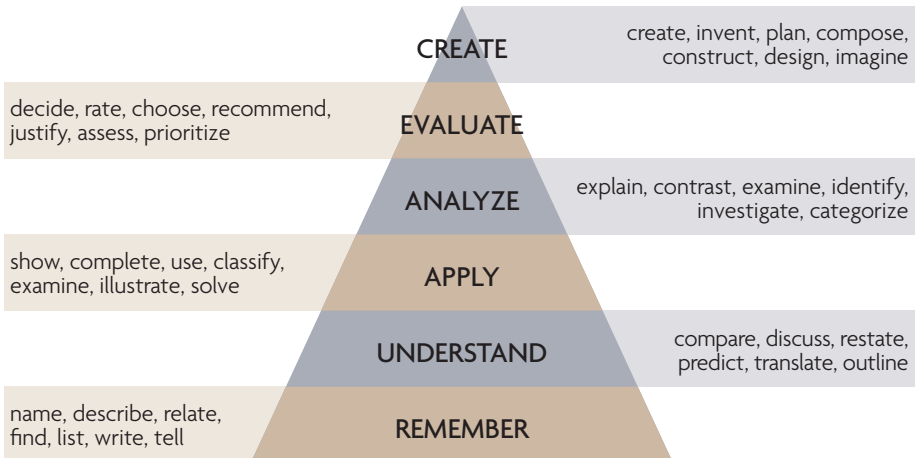 CREATE
create, invent, plan, compose,
construct, design, imagine
decide, rate, choose, recommend,
justify, assess, prioritize
EVALUATE
ANALYZE
explain, contrast, examine, identify,
investigate, categorize
show, complete, use, classify,
examine, illustrate, solve
APPLY
UNDERSTAND
compare, discuss, restate,
predict, translate, outline
name, describe, relate,
find, list, write, tell
REMEMBER